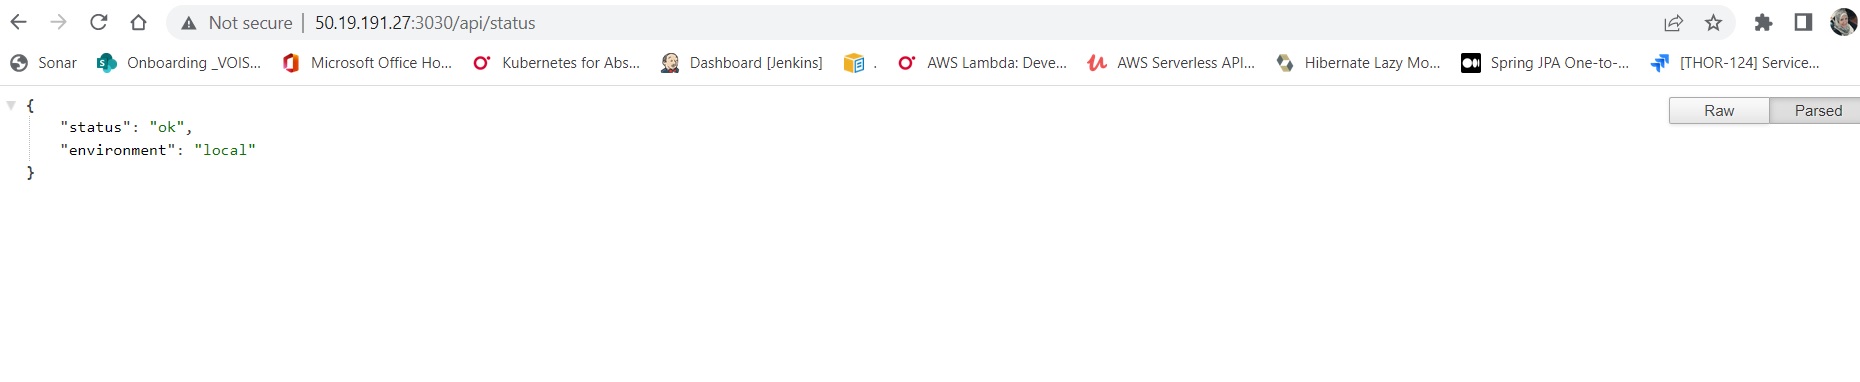 Not secure | 50.19.191.27:3030/api/status
Sonar Onboarding _VOIS... Microsoft Office Ho... Kubernetes for Abs... Dashboard [Jenkins] . AWS Lambda: Deve... AWS Serverless API... Hibernate Lazy Mo... Spring JPA One-to-... [THOR-124] Service...
{
Raw Parsed
"status": "ok",
"environment": "local"
}